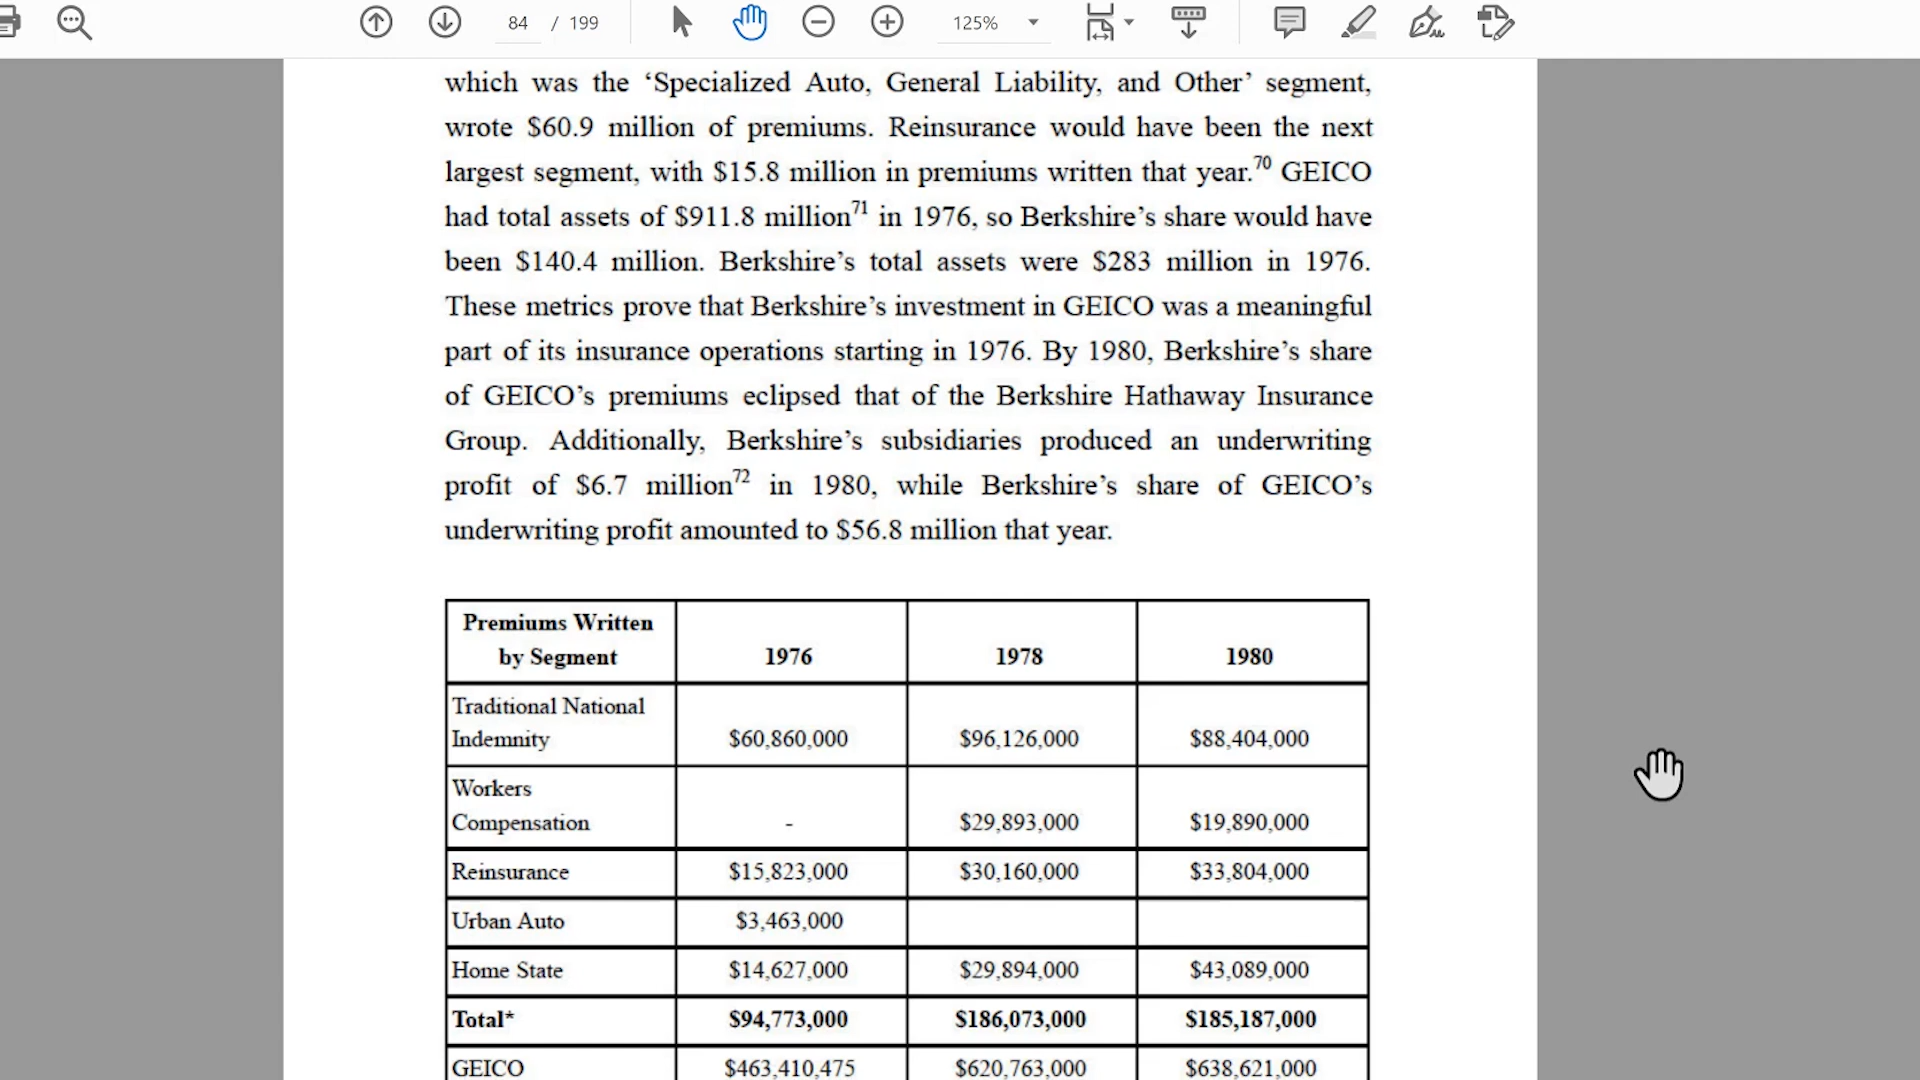 84 / 199 125%
which was the ‘Specialized Auto, General Liability, and Other’ segment,
wrote $60.9 million of premiums. Reinsurance would have been the next
largest segment, with $15.8 million in premiums written that year.70 GEICO
had total assets of $911.8 million71 in 1976, so Berkshire’s share would have
been $140.4 million. Berkshire’s total assets were $283 million in 1976.
These metrics prove that Berkshire’s investment in GEICO was a meaningful
part of its insurance operations starting in 1976. By 1980, Berkshire’s share
of GEICO’s premiums eclipsed that of the Berkshire Hathaway Insurance
Group. Additionally, Berkshire’s subsidiaries produced an underwriting
profit of $6.7 million72 in 1980, while Berkshire’s share of GEICO’s
underwriting profit amounted to $56.8 million that year.
Premiums Written
by Segment 1976 1978 1980
Traditional National
Indemnity $60,860,000 $96,126,000 $88,404,000
Workers
Compensation - $29,893,000 $19,890,000
Reinsurance $15,823,000 $30,160,000 $33,804,000
Urban Auto $3,463,000
Home State $14,627,000 $29,894,000 $43,089,000
Total* $94,773,000 $186,073,000 $185,187,000
GEICO $463,410,475 $620,763,000 $638,621,000